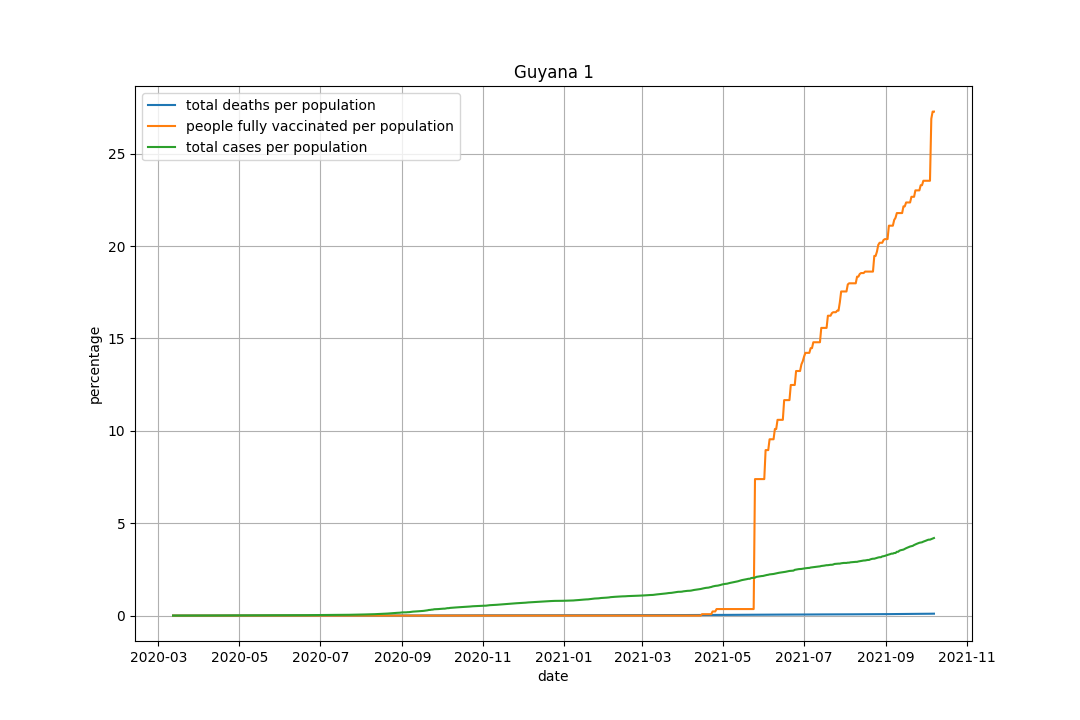 Guyana 1
total deaths per population
people fully vaccinated per population
total cases per population
25
20
15
10
5
0
percentage
2020-03 2020-05 2020-07 2020-09 2020-11 2021-01 2021-03 2021-05 2021-07 2021-09 2021-11
date